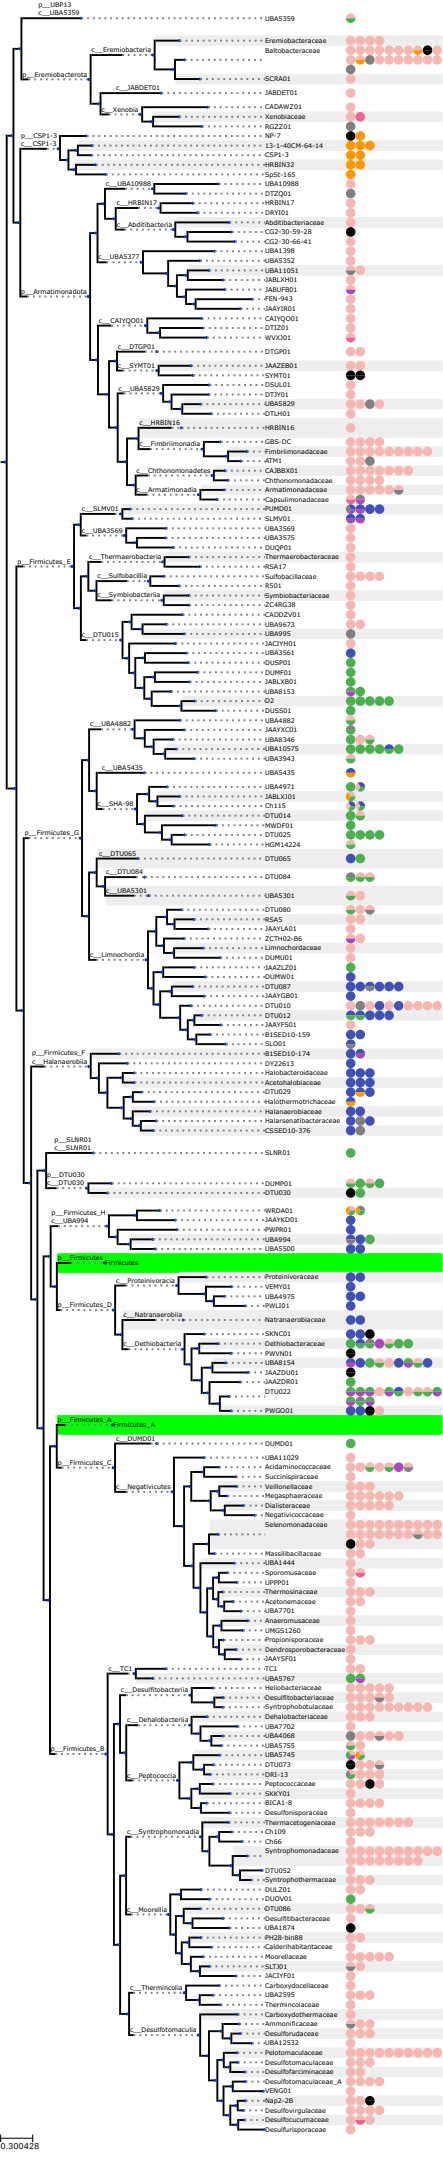 p__UBP13
c__UBA5359
UBA5359
Eremiobacteraceae
Baltobacteraceae
c__Eremiobacteria
p__Eremiobacterota
SCRA01
c__JABDET01
JABDET01
CADAWZ01
c__Xenobia
Xenobiaceae
RGZZ01
p__CSP1-3
NP-7
c__CSP1-3
13-1-40CM-64-14
CSP1-3
HRBIN32
SpSt-165
c__UBA10988
UBA10988
DTZQ01
c__HRBIN17
HRBIN17
DRYI01
Abditibacteriaceae
c__Abditibacteria
CG2-30-59-28
CG2-30-66-41
UBA1398
c__UBA5377
UBA5352
UBA11051
JABLXH01
JABUFB01
p__Armatimonadota
FEN-943
JAAYIR01
CAIYQO01
c__CAIYQO01
DTIZ01
WVXJ01
c__DTGP01
DTGP01
c__SYMT01
JAAZEB01
SYMT01
DSUL01
c__UBA5829
DTJY01
UBA5829
DTLH01
c__HRBIN16
HRBIN16
GBS-DC
c__Fimbriimonadia
Fimbriimonadaceae
ATM1
c__Chthonomonadetes
CAJBBX01
Chthonomonadaceae
c__Armatimonadia
Armatimonadaceae
Capsulimonadaceae
c__SLMV01
PUMD01
SLMV01
c__UBA3569
UBA3569
UBA3575
DUQP01
c__Thermaerobacteria
Thermaerobacteraceae
p__Firmicutes_E
RSA17
c__Sulfobacillia
Sulfobacillaceae
R501
c__Symbiobacteriia
Symbiobacteriaceae
ZC4RG38
CADDZV01
UBA9673
c__DTU015
UBA995
JACIYH01
UBA3561
DUSP01
DUMF01
JABLXB01
UBA8153
D2
DUSS01
c__UBA4882
UBA4882
JAAYXC01
UBA8346
UBA10575
UBA3943
c__UBA5435
UBA5435
UBA4971
JABLXJ01
c__SHA-98
Ch115
DTU014
MWDF01
p__Firmicutes_G
DTU025
HGM14224
c__DTU065
DTU065
c__DTU084
DTU084
c__UBA5301
UBA5301
DTU080
RSA5
JAAYLA01
ZCTH02-B6
Limnochordaceae
c__Limnochordia
DUMU01
JAAZLZ01
DUMW01
DTU087
JAAYGB01
DTU010
DTU012
JAAYFS01
B1SED10-159
SLO01
p__Firmicutes_F
B1SED10-174
c__Halanaerobiia
DY22613
Halobacteroidaceae
Acetohalobiaceae
DTU029
Halothermotrichaceae
Halanaerobiaceae
Halarsenatibacteraceae
CSSED10-376
p__SLNR01
c__SLNR01
SLNR01
p__DTU030
c__DTU030
DUMP01
DTU030
p__Firmicutes_H
WRDA01
c__UBA994
JAAYKD01
PWPR01
UBA994
UBA5500
p__Firmicutes
Firmicutes
Proteinivoraceae
c__Proteinivoracia
VEMY01
UBA4975
p__Firmicutes_D
PWLJ01
c__Natranaerobiia
Natranaerobiaceae
SKNC01
c__Dethiobacteria
Dethiobacteraceae
PWVN01
UBA8154
JAAZDU01
JAAZDR01
DTU022
PWGO01
p__Firmicutes_A
Firmicutes_A
c__DUMD01
DUMD01
UBA11029
p__Firmicutes_C
Acidaminococcaceae
Succinispiraceae
c__Negativicutes
Veillonellaceae
Megasphaeraceae
Dialisteraceae
Negativicoccaceae
Selenomonadaceae
Massilibacillaceae
UBA1444
Sporomusaceae
UPPP01
Thermosinaceae
Acetonemaceae
UBA7701
Anaeromusaceae
UMGS1260
Propionisporaceae
Dendrosporobacteraceae
JAAYSF01
c__TC1
TC1
UBA5767
c__Desulfitobacteriia
Heliobacteriaceae
Desulfitobacteriaceae
Syntrophobotulaceae
c__Dehalobacteriia
Dehalobacteriaceae
UBA7702
UBA4068
UBA5755
p__Firmicutes_B
UBA5745
DTU073
c__Peptococcia
DRI-13
Peptococcaceae
SKKY01
BICA1-8
Desulfonisporaceae
Thermacetogeniaceae
c__Syntrophomonadia
Ch109
Ch66
Syntrophomonadaceae
DTU052
Syntrophothermaceae
DULZ01
DUOV01
c__Moorellia
DTU086
Desulfitibacteraceae
UBA1874
PH28-bin88
Calderihabitantaceae
Moorellaceae
SLTJ01
JACIYF01
c__Thermincolia
Carboxydocellaceae
UBA2595
Thermincolaceae
Carboxydothermaceae
c__Desulfotomaculia
Ammonificaceae
Desulforudaceae
UBA12532
Pelotomaculaceae
Desulfotomaculaceae
Desulfofarciminaceae
Desulfotomaculaceae_A
VENG01
Nap2-2B
Desulfovirgulaceae
Desulfocucumaceae
Desulfurisporaceae
0.300428